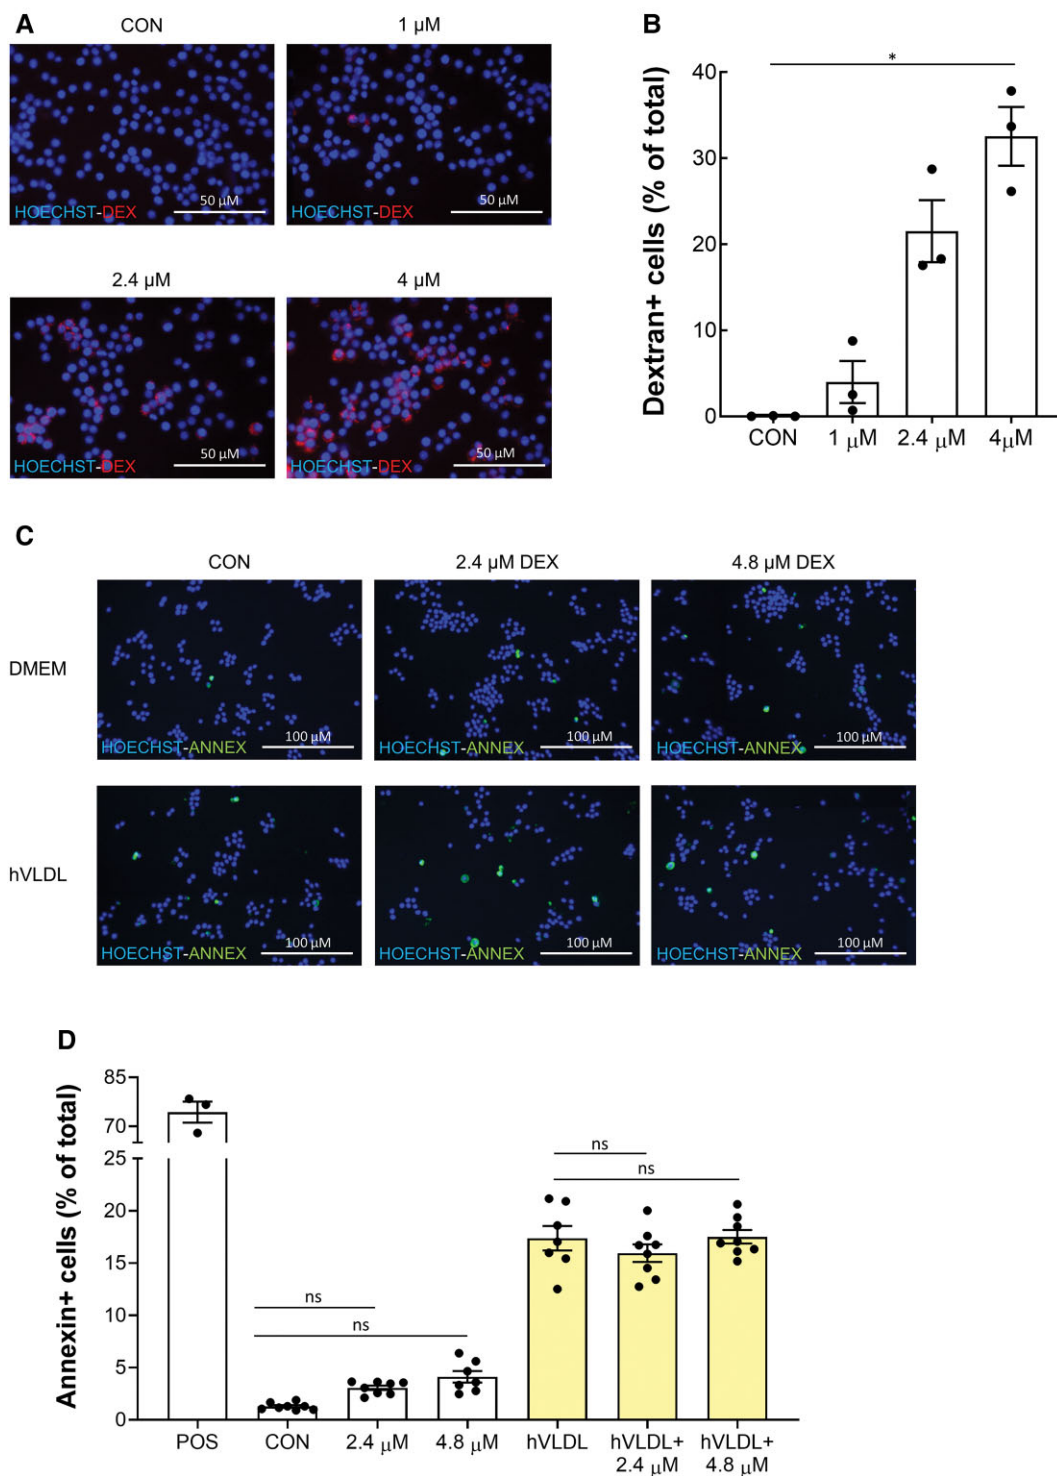 A
CON
1 µM
HOECHST-DEX
50 µM
HOECHST-DEX
50 µM
2.4 µM
4 µM
HOECHST-DEX
50 µM
HOECHST-DEX
50 µM
B
Dextran+ cells (% of total)
40
30
20
10
0
*
CON
1 µM
2.4 µM
4µM
C
CON
2.4 µM DEX
4.8 µM DEX
DMEM
HOECHST-ANNEX
100 µM
HOECHST-ANNEX
100 µM
HOECHST-ANNEX
100 µM
hVLDL
HOECHST-ANNEX
100 µM
HOECHST-ANNEX
100 µM
HOECHST-ANNEX
100 µM
D
Annexin+ cells (% of total)
85
70
25
20
15
10
5
0
ns
ns
ns
ns
POS
CON
2.4 µM
4.8 µM
hVLDL
hVLDL+
2.4 µM
hVLDL+
4.8 µM